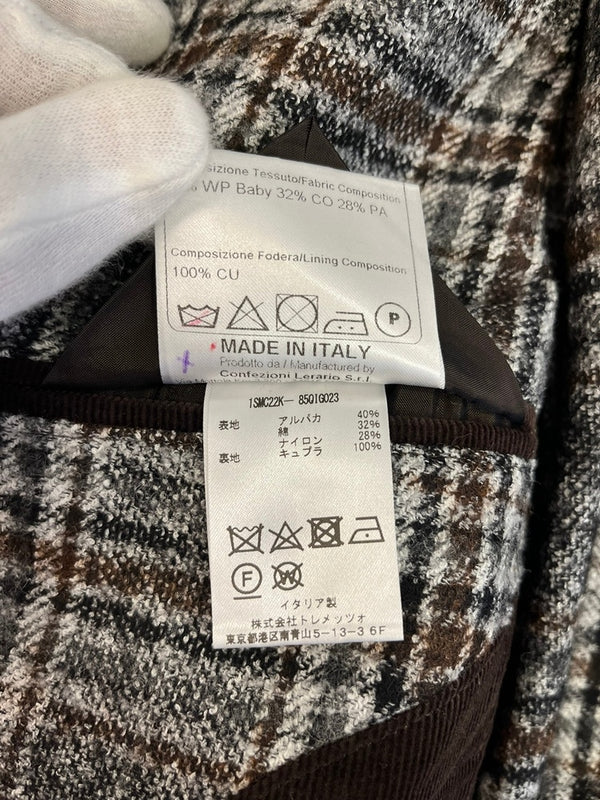 sizione Tessuto/Fabric Composition
% WP Baby 32% CO 28% PA
Composizione Fodera/Lining Composition
100% CU
P
MADE IN ITALY
Prodotto da / Manufactured by
Confezioni Lerario S.r.l.
1SMC22K– 85QIG023
表地 アルパカ 40%
綿 32%
ナイロン 28%
裏地 キュプラ 100%
F W
イタリア製
株式会社トレメッツォ
東京都港区南青山5-13-3 6F